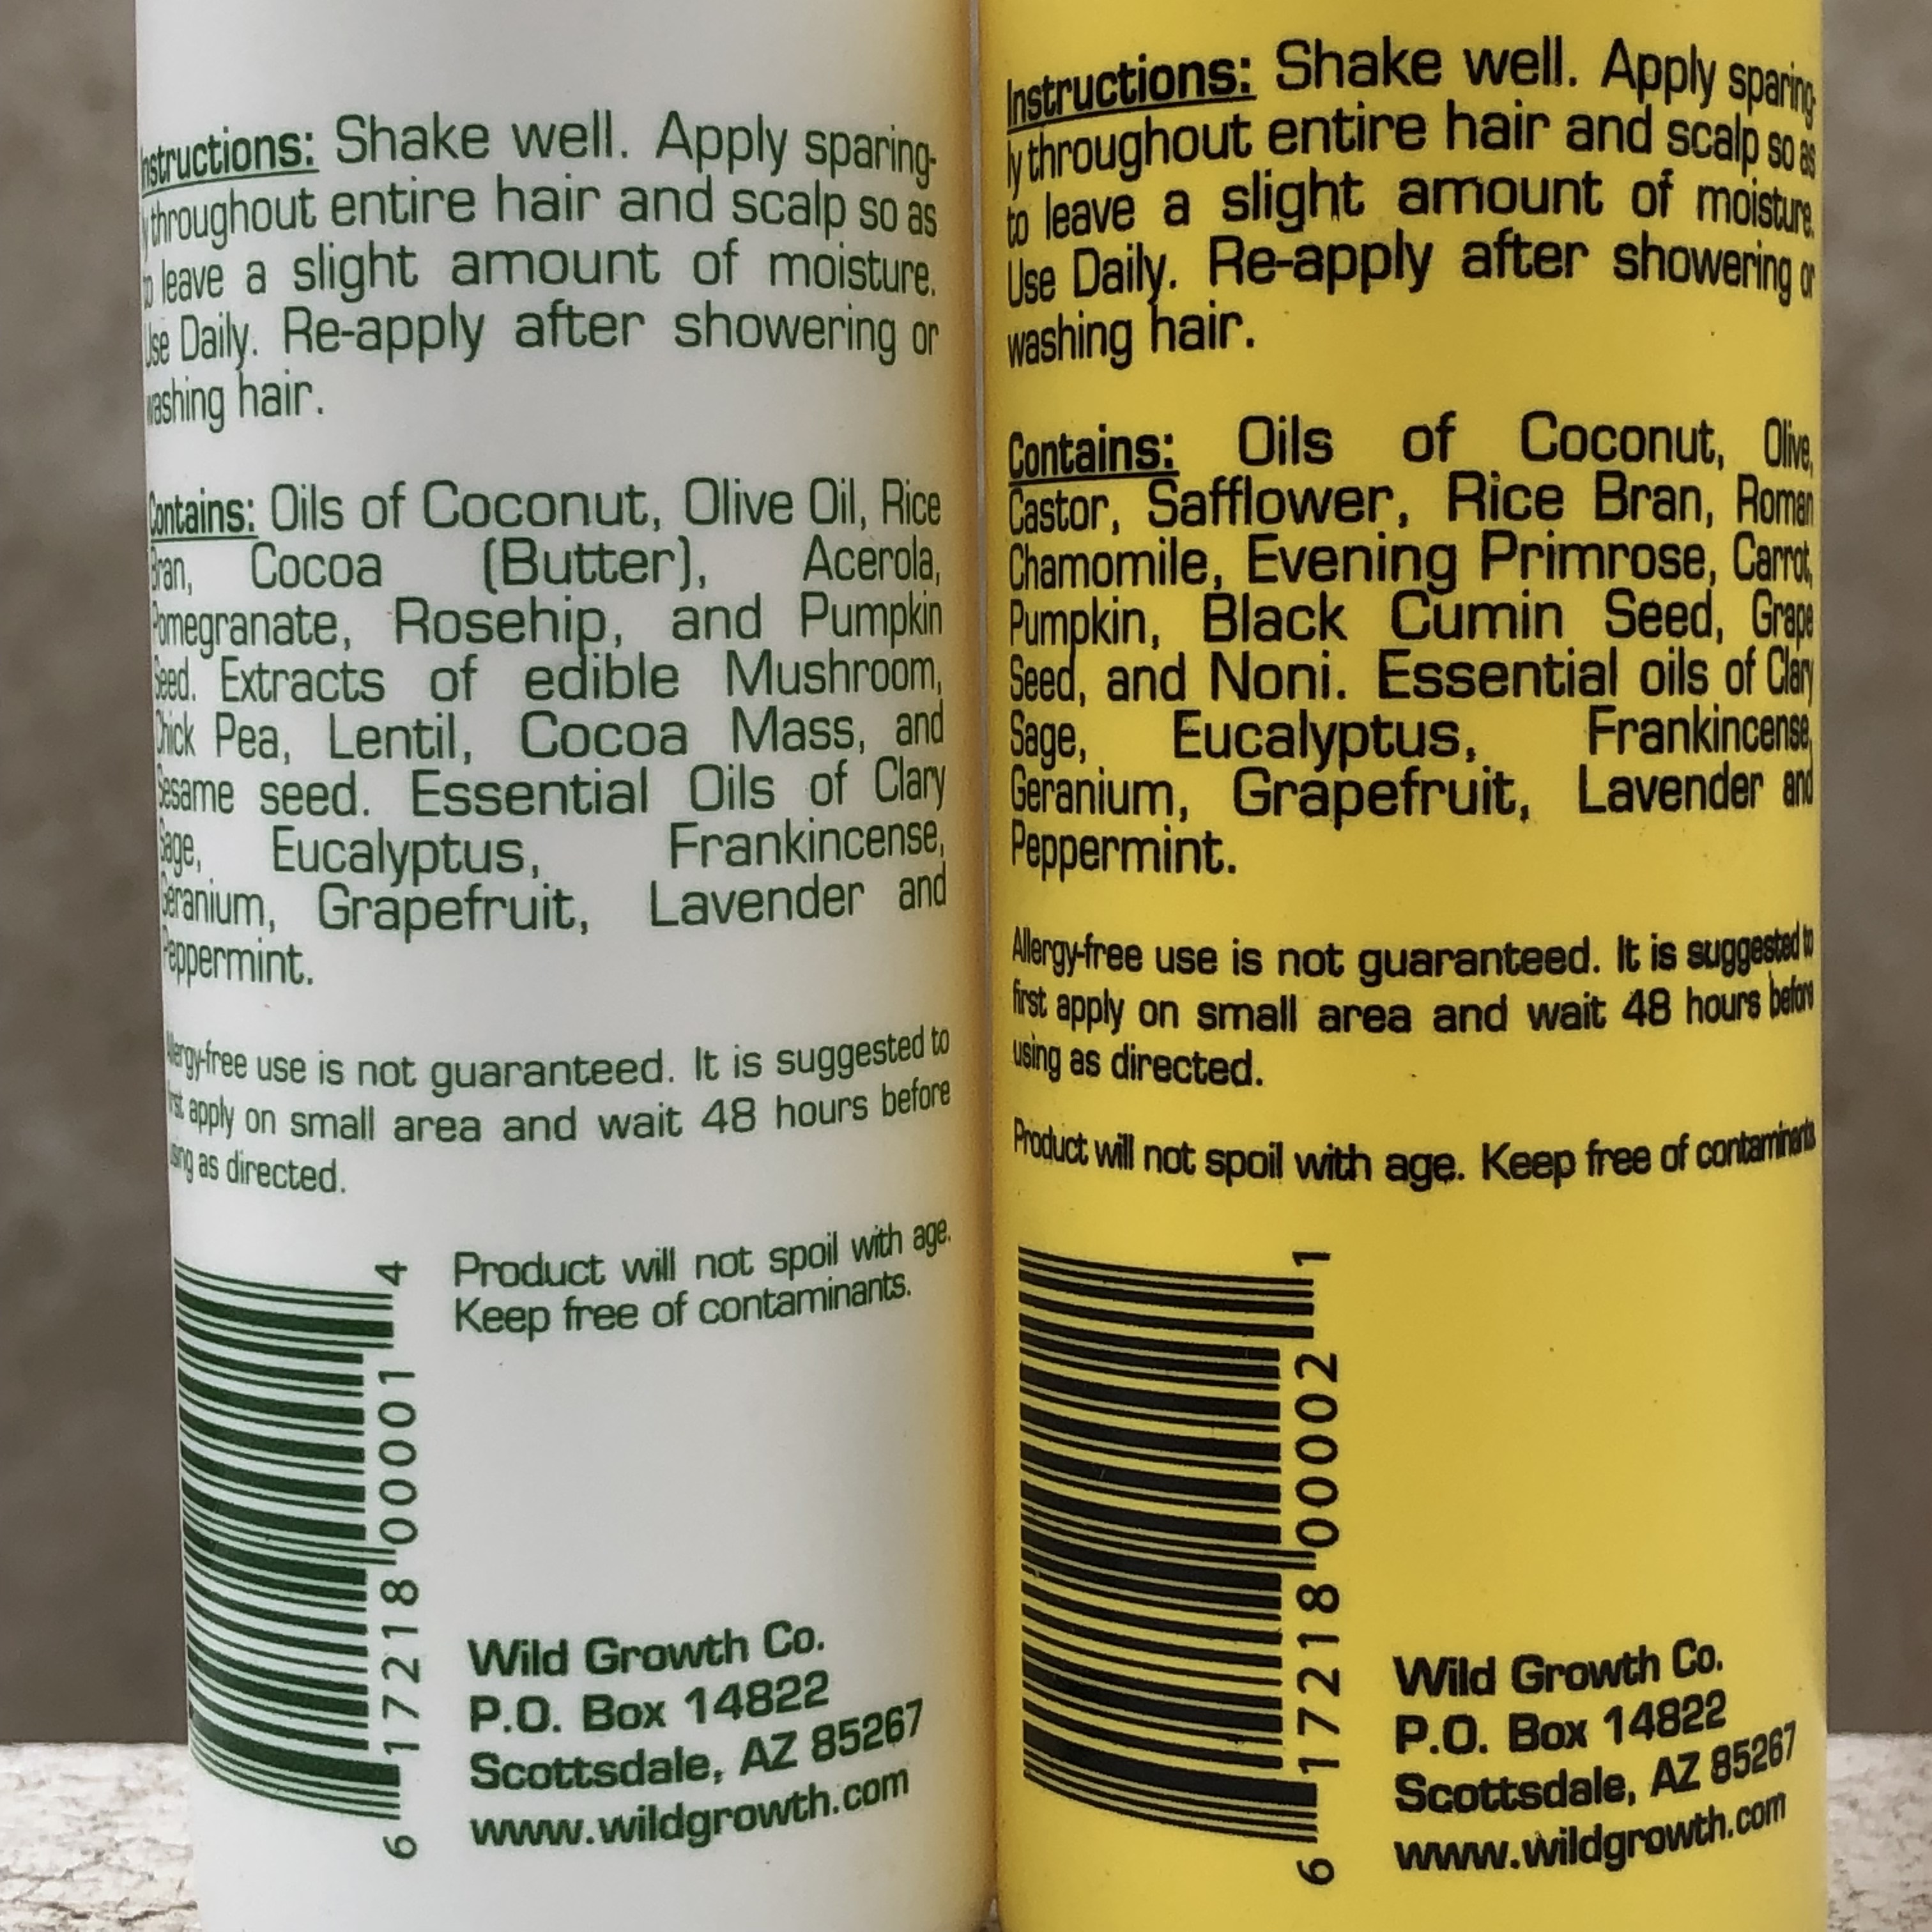 Instructions: Shake well. Apply sparing-
ly throughout entire hair and scalp so as
to leave a slight amount of moisture.
Use Daily. Re-apply after showering or
washing hair.
Contains: Oils of Coconut, Olive Oil, Rice
Bran, Cocoa (Butter), Acerola,
Pomegranate, Rosehip, and Pumpkin
Seed. Extracts of edible Mushroom,
Chick Pea, Lentil, Cocoa Mass, and
Sesame seed. Essential Oils of Clary
Sage, Eucalyptus, Frankincense,
Geranium, Grapefruit, Lavender and
Peppermint.
Allergy-free use is not guaranteed. It is suggested to
first apply on small area and wait 48 hours before
using as directed.
Product will not spoil with age.
Keep free of contaminants.
6 17218 00001 4
Wild Growth Co.
P.O. Box 14822
Scottsdale, AZ 85267
www.wildgrowth.com
Instructions: Shake well. Apply sparing-
ly throughout entire hair and scalp so as
to leave a slight amount of moisture.
Use Daily. Re-apply after showering or
washing hair.
Contains: Oils of Coconut, Olive,
Castor, Safflower, Rice Bran, Roman
Chamomile, Evening Primrose, Carrot,
Pumpkin, Black Cumin Seed, Grape
Seed, and Noni. Essential oils of Clary
Sage, Eucalyptus, Frankincense,
Geranium, Grapefruit, Lavender and
Peppermint.
Allergy-free use is not guaranteed. It is suggested to
first apply on small area and wait 48 hours before
using as directed.
Product will not spoil with age. Keep free of contaminants
6 17218 00002 1
Wild Growth Co.
P.O. Box 14822
Scottsdale, AZ 85267
www.wildgrowth.com